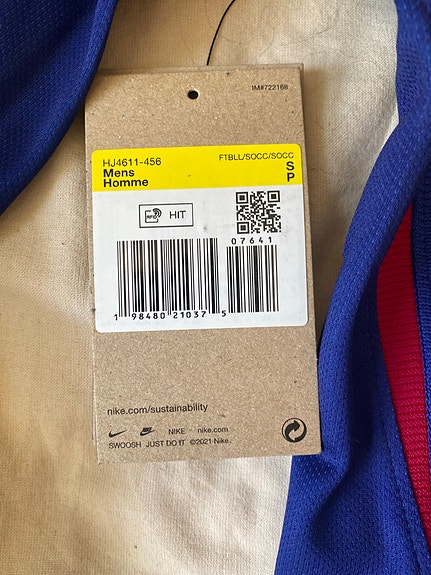 IM#722168
HJ4611-456
FTBLL/SOCC/SOCC
Mens
S
Homme
P
RFID
HIT
07641
1 98480 21037 5
nike.com/sustainability
NIKE nike.com
SWOOSH JUST DO IT ©2021 Nike.